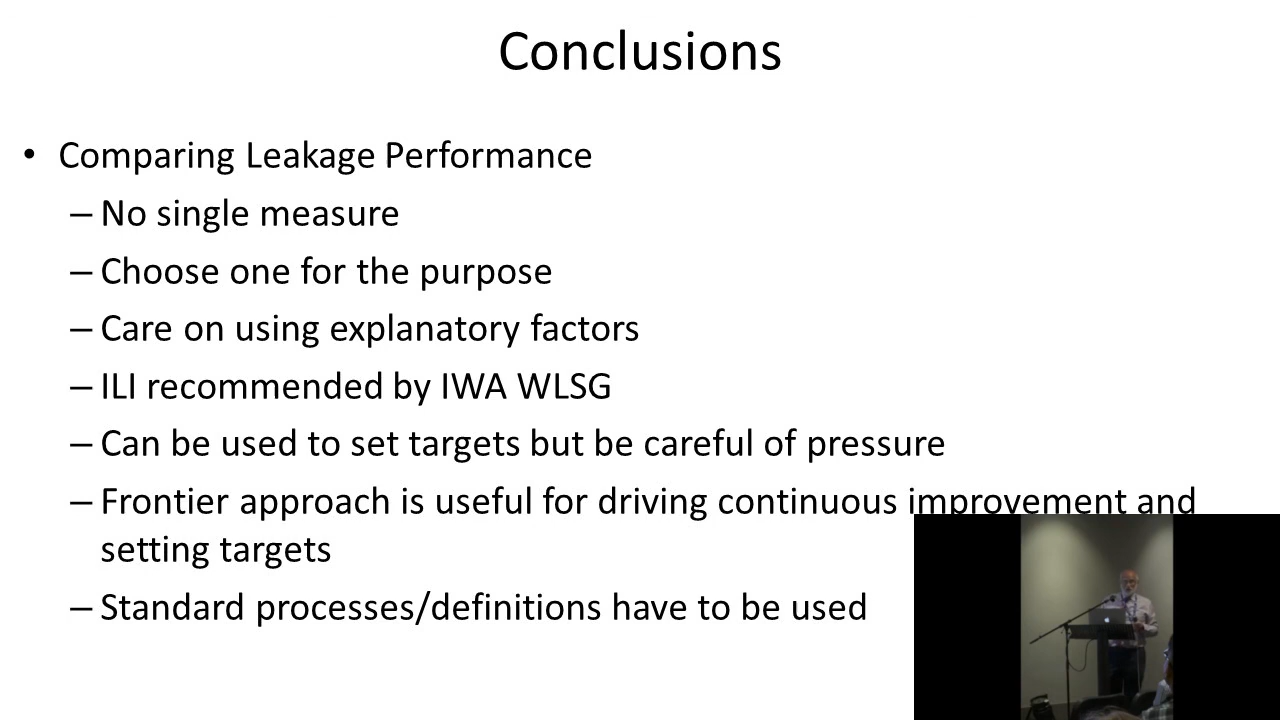 Conclusions
• Comparing Leakage Performance
– No single measure
– Choose one for the purpose
– Care on using explanatory factors
– ILI recommended by IWA WLSG
– Can be used to set targets but be careful of pressure
– Frontier approach is useful for driving continuous improvement and
setting targets
– Standard processes/definitions have to be used